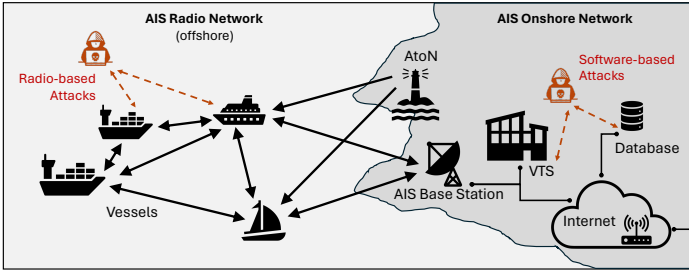 AIS Radio Network
(offshore)
AIS Onshore Network
Radio-based
Attacks
AtoN
Software-based
Attacks
Database
VTS
AIS Base Station
Vessels
Internet